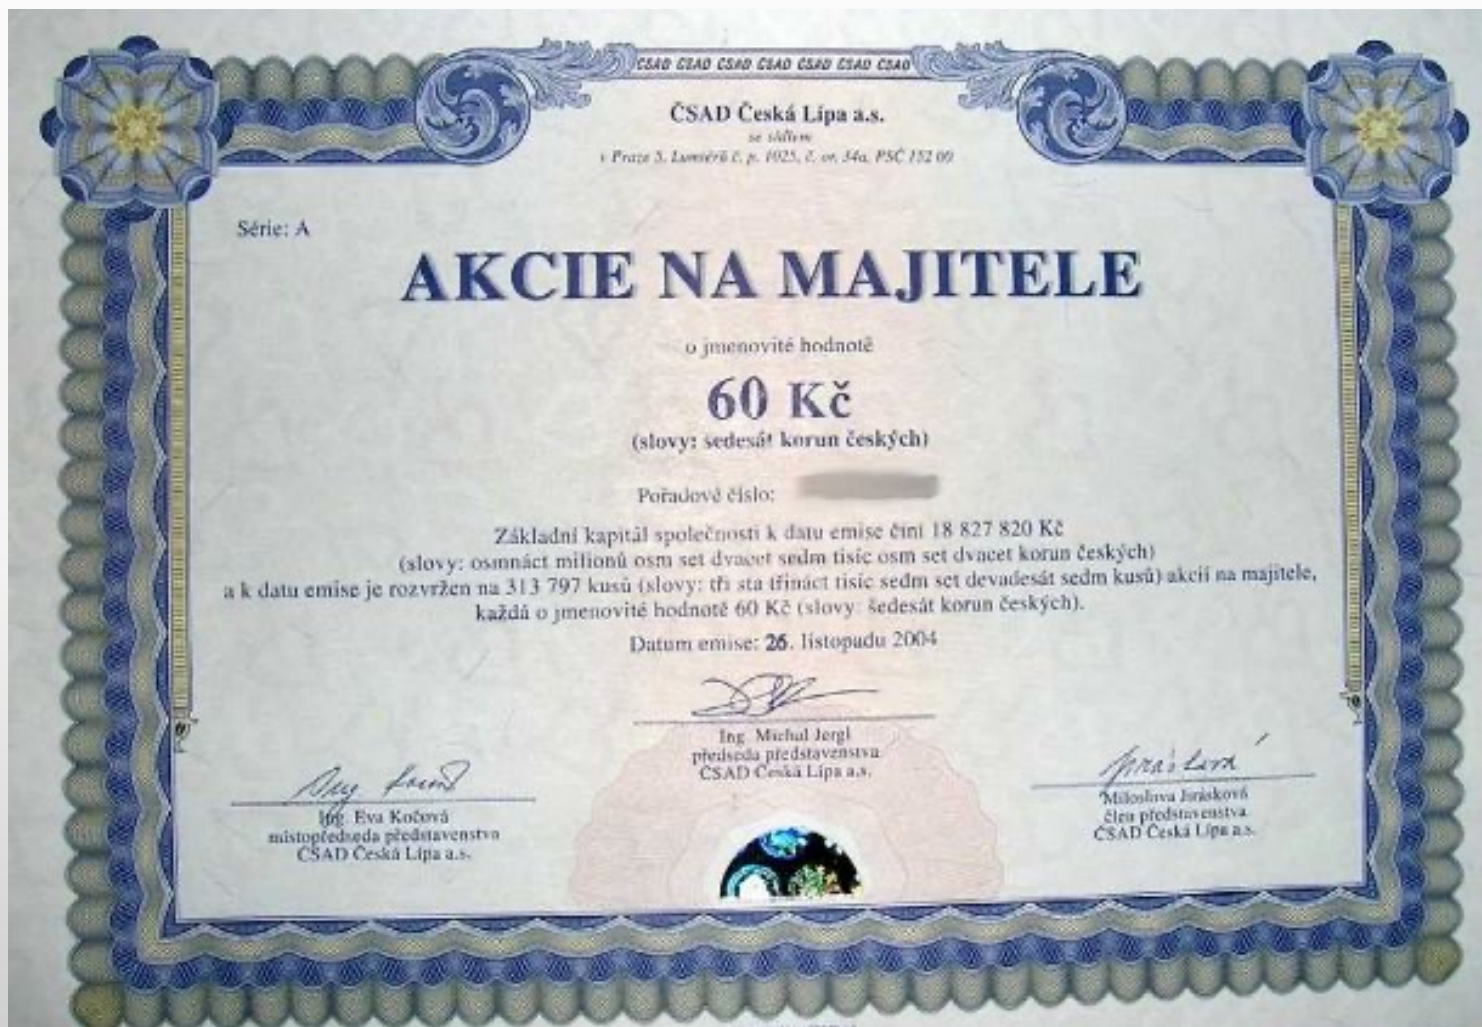 ČSAD ČSAD ČSAD ČSAD ČSAD ČSAD ČSAD
ČSAD Česká Lípa a.s.
se sídlem
v Praze 5, Lumiérů č. p. 1025, č. or. 34a, PSČ 152 00
Série: A
AKCIE NA MAJITELE
o jmenovité hodnotě
60 Kč
(slovy: šedesát korun českých)
Pořadové číslo:
Základní kapitál společnosti k datu emise činí 18 827 820 Kč
(slovy: osmnáct milionů osm set dvacet sedm tisíc osm set dvacet korun českých)
a k datu emise je rozvržen na 313 797 kusů (slovy: tři sta třináct tisíc sedm set devadesát sedm kusů) akcií na majitele,
každá o jmenovité hodnotě 60 Kč (slovy: šedesát korun českých).
Datum emise: 26. listopadu 2004
Ing. Michal Jergl
předseda představenstva
ČSAD Česká Lípa a.s.
Ing. Eva Kočová
místopředseda představenstva
ČSAD Česká Lípa a.s.
Miloslava Jirásková
člen představenstva
ČSAD Česká Lípa a.s.